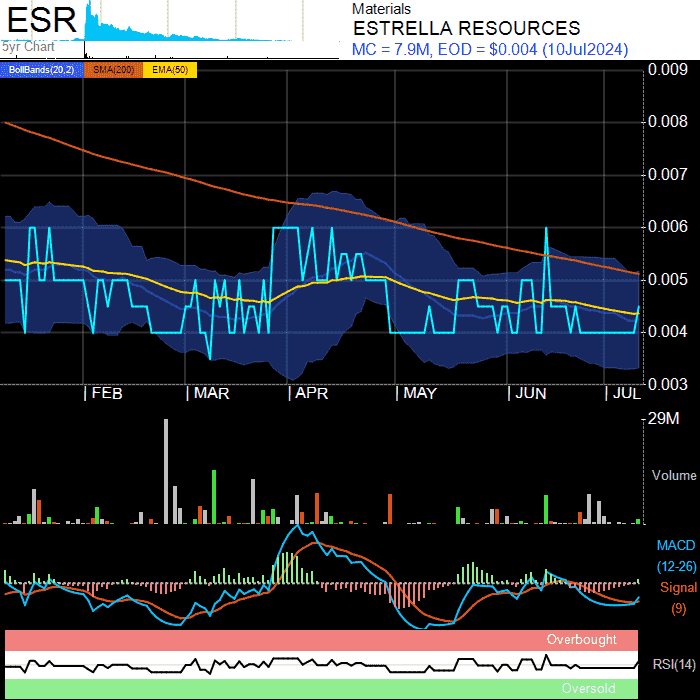 ESR
5yr Chart
Materials
ESTRELLA RESOURCES
MC = 7.9M, EOD = $0.004 (10Jul2024)
BollBands(20,2) SMA(200) EMA(50)
0.009
0.008
0.007
0.006
0.005
0.004
0.003
FEB MAR APR MAY JUN JUL
29M
Volume
MACD
(12-26)
Signal
(9)
Overbought
RSI(14)
Oversold